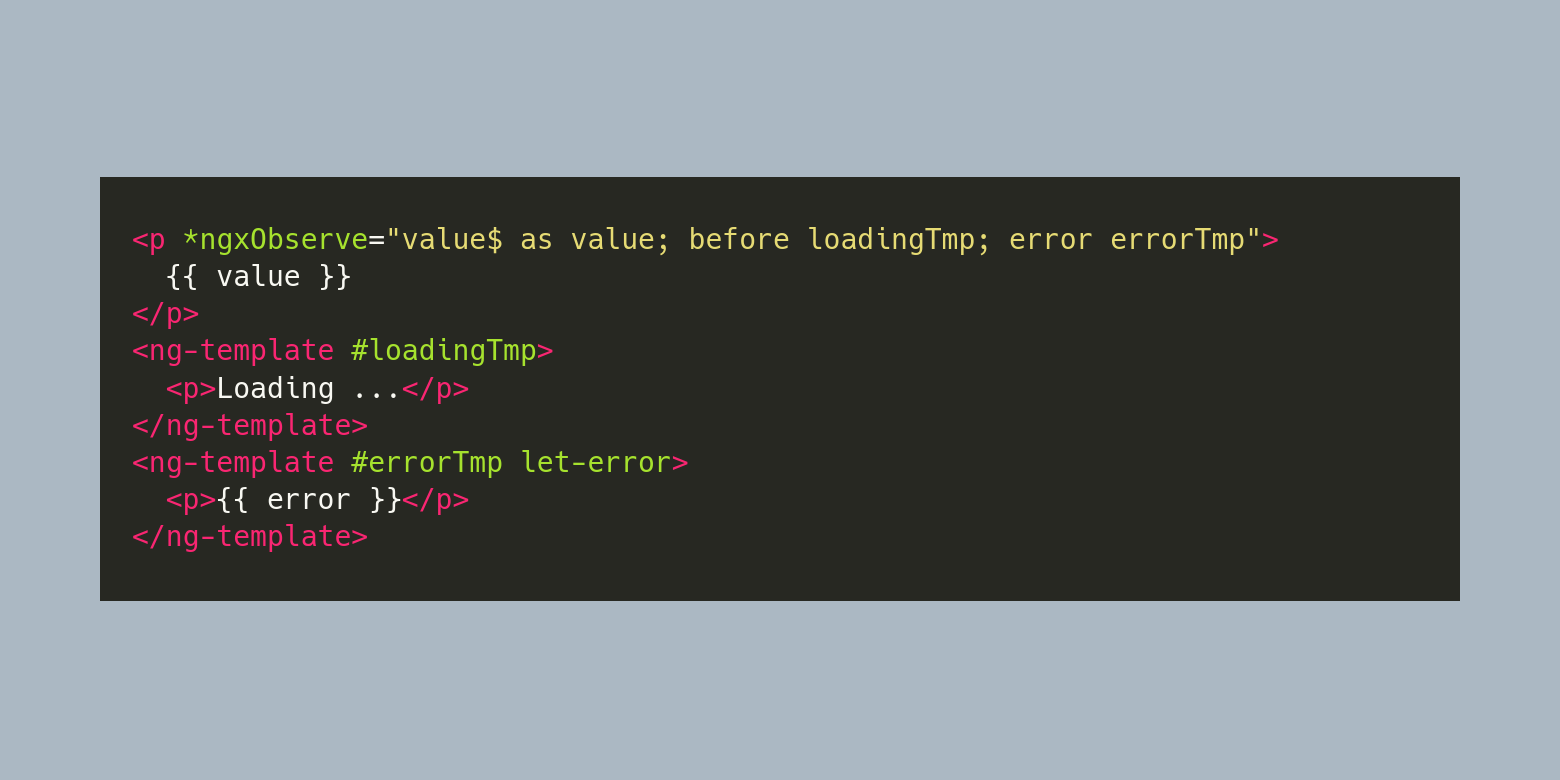 <p *ngxObserve="value$ as value; before loadingTmp; error errorTmp">
  {{ value }}
</p>
<ng-template #loadingTmp>
  <p>Loading ...</p>
</ng-template>
<ng-template #errorTmp let-error>
  <p>{{ error }}</p>
</ng-template>